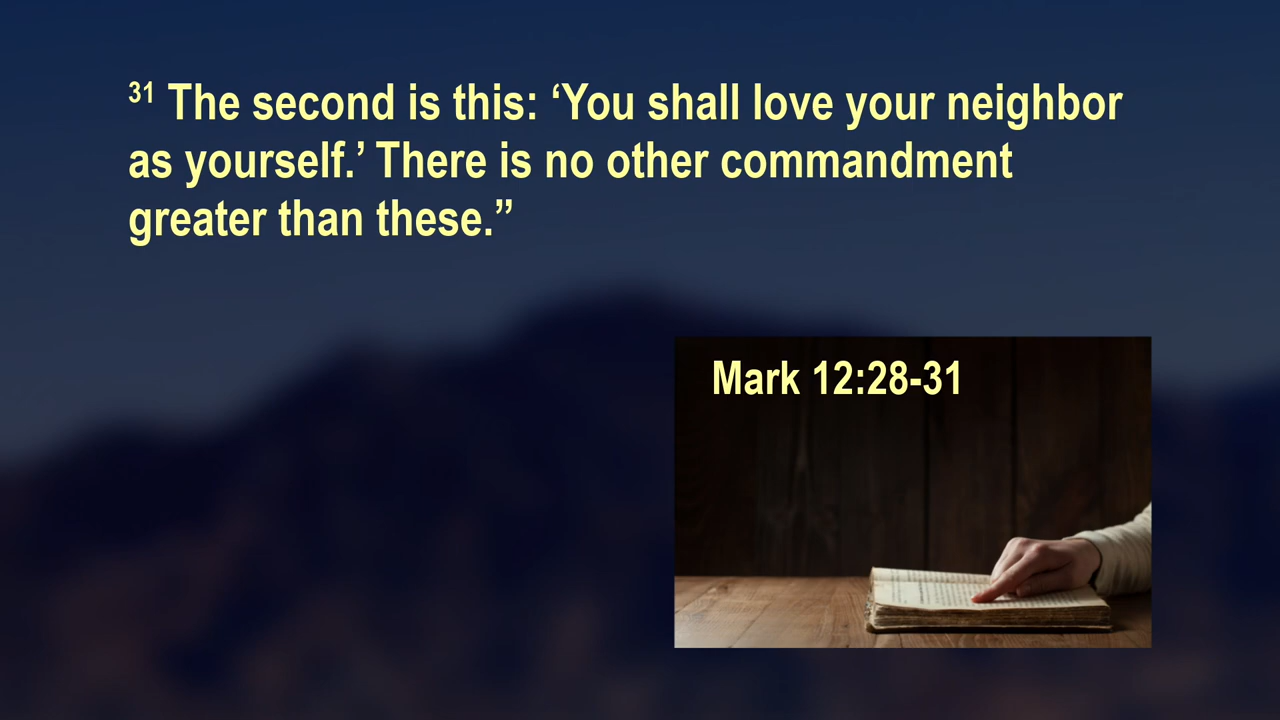 31 The second is this: ‘You shall love your neighbor
as yourself.’ There is no other commandment
greater than these.”
Mark 12:28-31